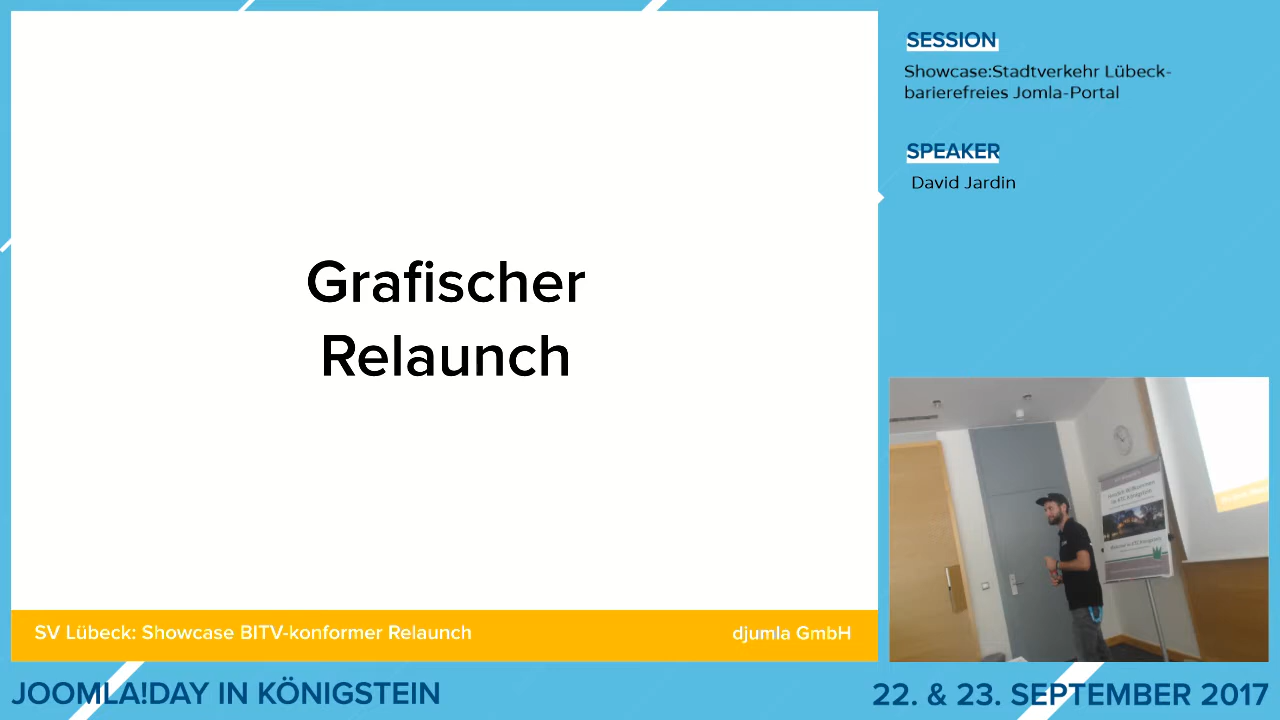 SESSION
Showcase:Stadtverkehr Lübeck-
barierefreies Jomla-Portal
SPEAKER
David Jardin
Grafischer
Relaunch
SV Lübeck: Showcase BITV-konformer Relaunch
djumla GmbH
JOOMLA!DAY IN KÖNIGSTEIN
22. & 23. SEPTEMBER 2017